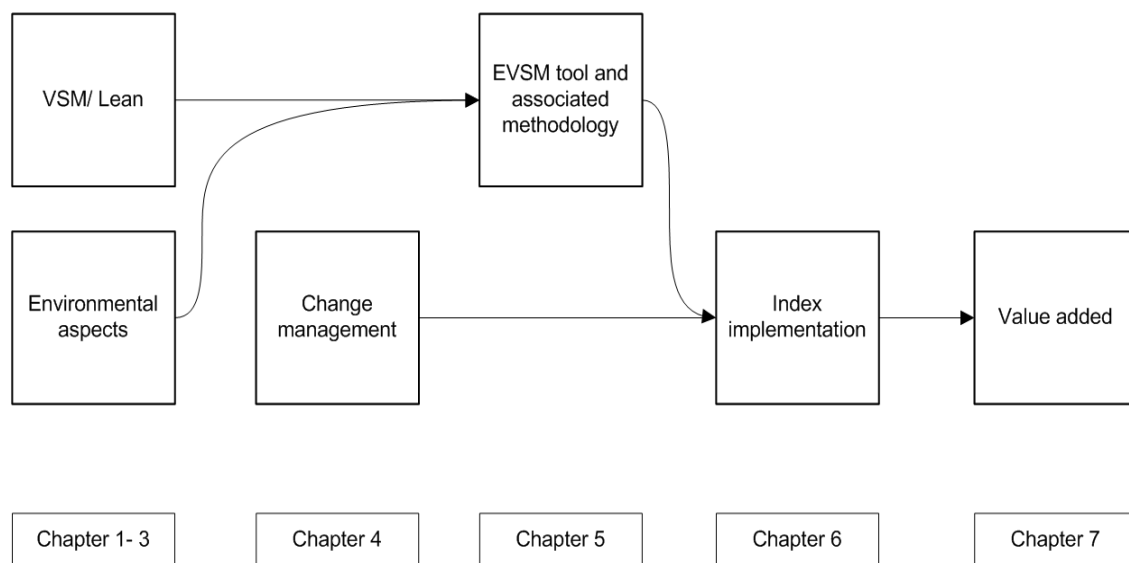 VSM/ Lean
EVSM tool and
associated
methodology
Environmental
aspects
Change
management
Index
implementation
Value added
Chapter 1- 3
Chapter 4
Chapter 5
Chapter 6
Chapter 7